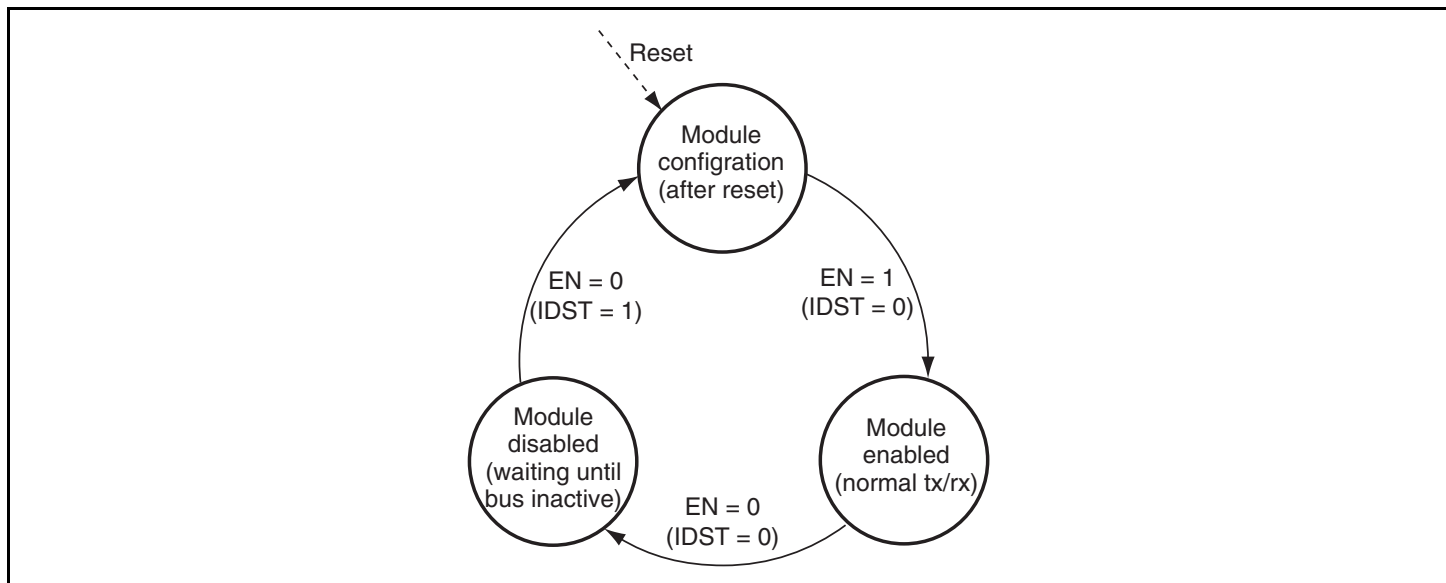 Reset
Module
configration
(after reset)
EN = 0
(IDST = 1)
EN = 1
(IDST = 0)
Module
disabled
(waiting until
bus inactive)
Module
enabled
(normal tx/rx)
EN = 0
(IDST = 0)